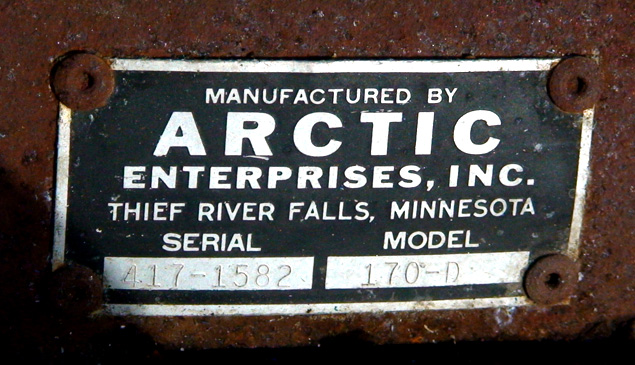 MANUFACTURED BY
ARCTIC
ENTERPRISES, INC.
THIEF RIVER FALLS, MINNESOTA
SERIAL MODEL
417-1582 170-D